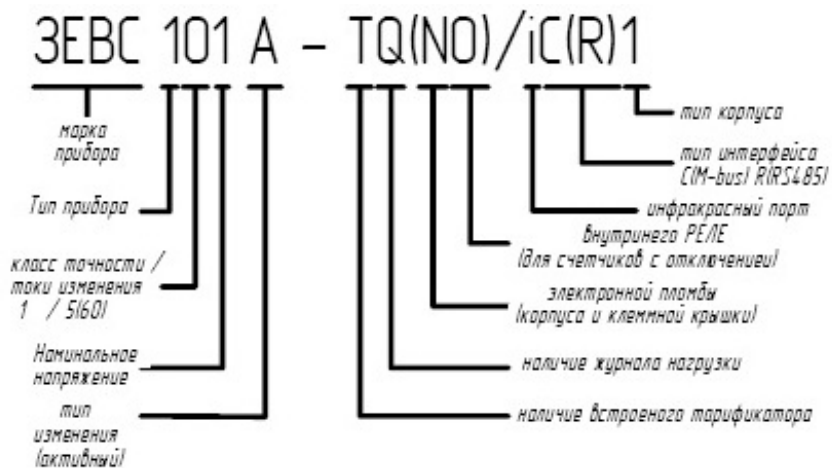 ЗЕВС 101 А - TQ(NO)/iC(R)1
марка
прибора
Тип прибора
класс точности /
токи изменения
1 / 5(60)
Номинальное
напряжение
тип
изменения
(активный)
тип корпуса
тип интерфейса
C(M-bus) R(RS485)
инфракрасный порт
внутринего РЕЛЕ
(для счетчиков с отключением)
электронной пломбы
(корпуса и клеммной крышки)
наличие журнала нагрузки
наличие встроеного тарификатора